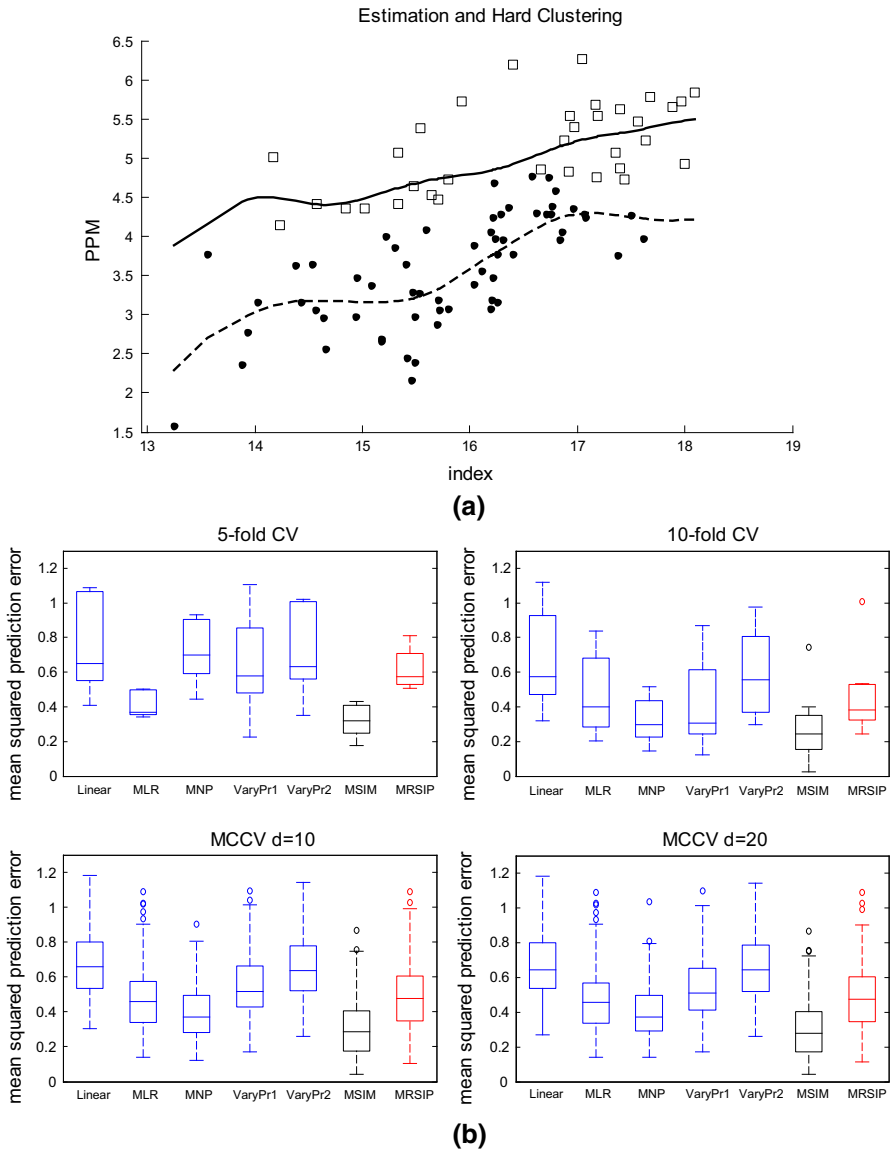 Estimation and Hard Clustering
6.5
6
5.5
5
4.5
4
3.5
3
2.5
2
1.5
PPM
13 14 15 16 17 18 19
index
(a)
5-fold CV
mean squared prediction error
1.2
1
0.8
0.6
0.4
0.2
0
Linear MLR MNP VaryPr1 VaryPr2 MSIM MRSIP
10-fold CV
mean squared prediction error
1.2
1
0.8
0.6
0.4
0.2
0
Linear MLR MNP VaryPr1 VaryPr2 MSIM MRSIP
MCCV d=10
mean squared prediction error
1.2
1
0.8
0.6
0.4
0.2
0
Linear MLR MNP VaryPr1 VaryPr2 MSIM MRSIP
MCCV d=20
mean squared prediction error
1.2
1
0.8
0.6
0.4
0.2
0
Linear MLR MNP VaryPr1 VaryPr2 MSIM MRSIP
(b)